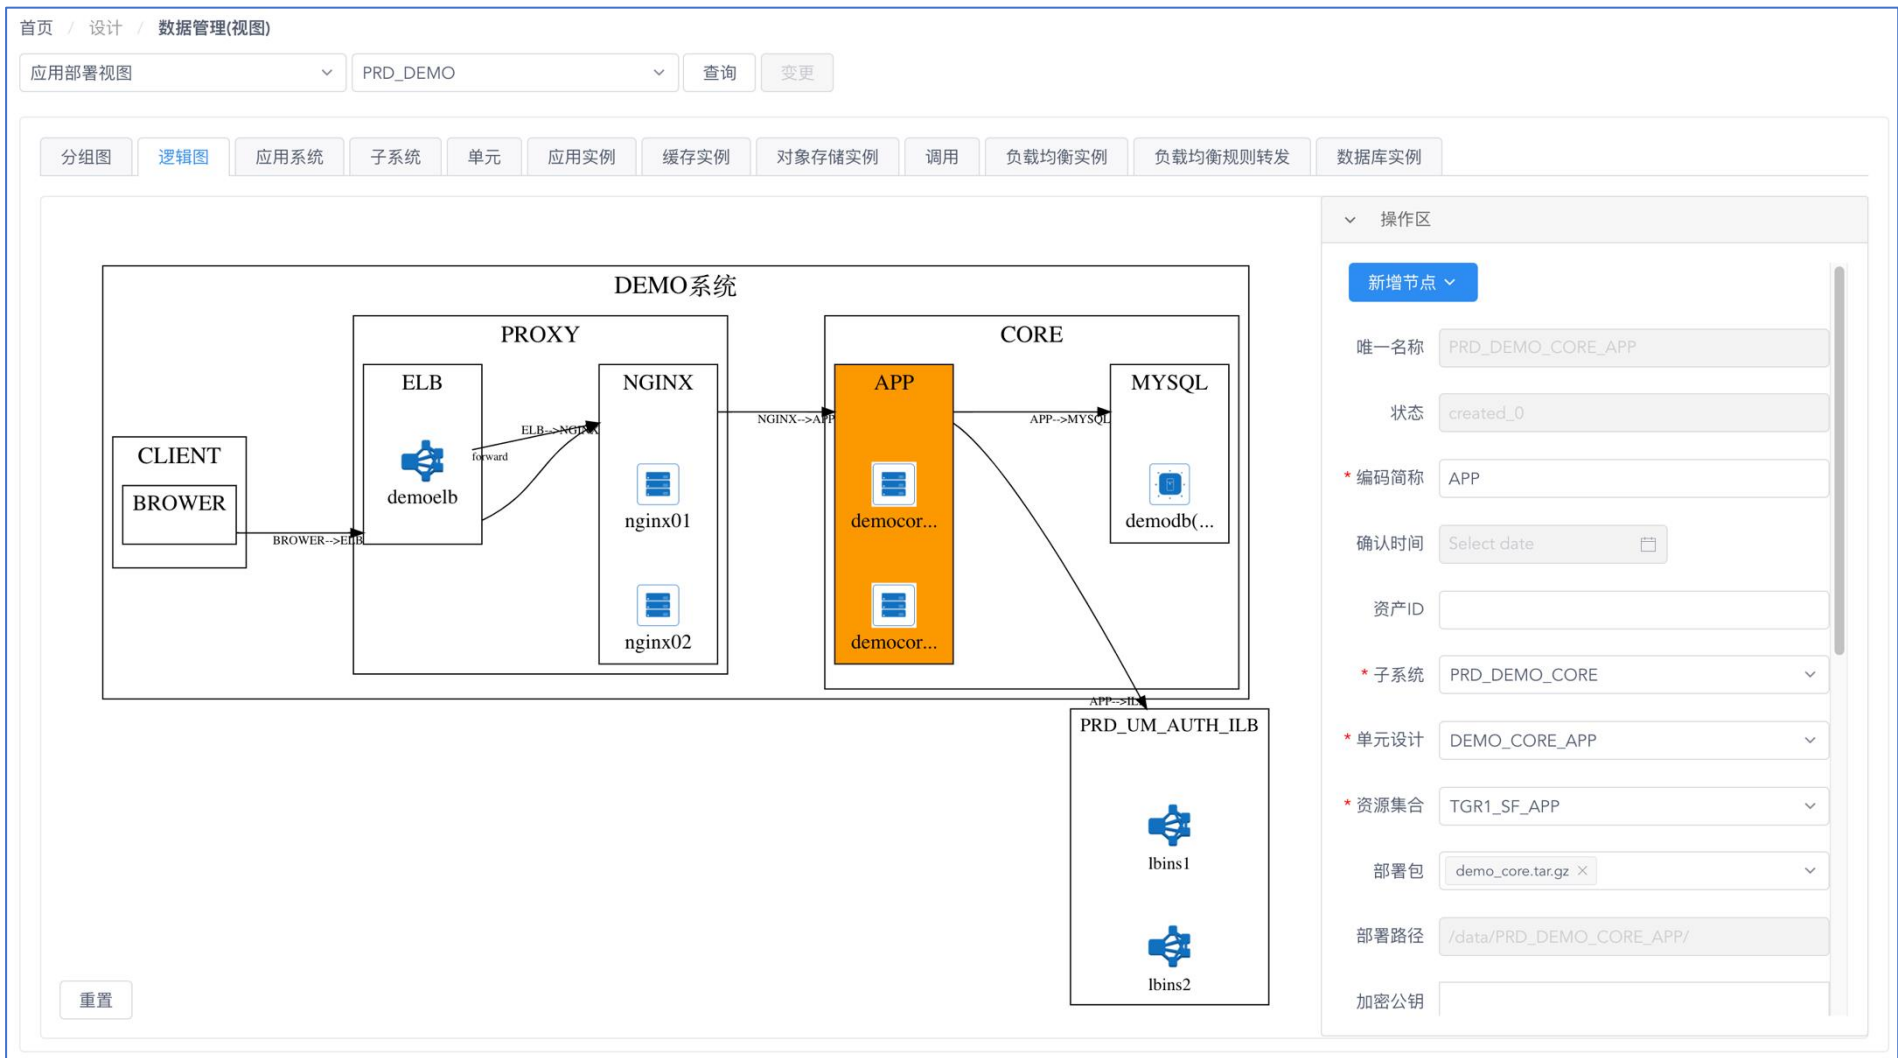 首页 / 设计 / 数据管理(视图)
应用部署视图 PRD_DEMO 查询 变更
分组图 逻辑图 应用系统 子系统 单元 应用实例 缓存实例 对象存储实例 调用 负载均衡实例 负载均衡规则转发 数据库实例
DEMO系统
CLIENT
BROWER
BROWER-->ELB
PROXY
ELB
demoelb
ELB-->NGINX
forward
NGINX
nginx01
nginx02
NGINX-->APP
CORE
APP
democor...
democor...
APP-->MYSQL
MYSQL
demodb(...
PRD_UM_AUTH_ILB
lbins1
lbins2
重置
操作区
新增节点
唯一名称 PRD_DEMO_CORE_APP
状态 created_0
* 编码简称 APP
确认时间 Select date
资产ID
* 子系统 PRD_DEMO_CORE
* 单元设计 DEMO_CORE_APP
* 资源集合 TGR1_SF_APP
部署包 demo_core.tar.gz ×
部署路径 /data/PRD_DEMO_CORE_APP/
加密公钥